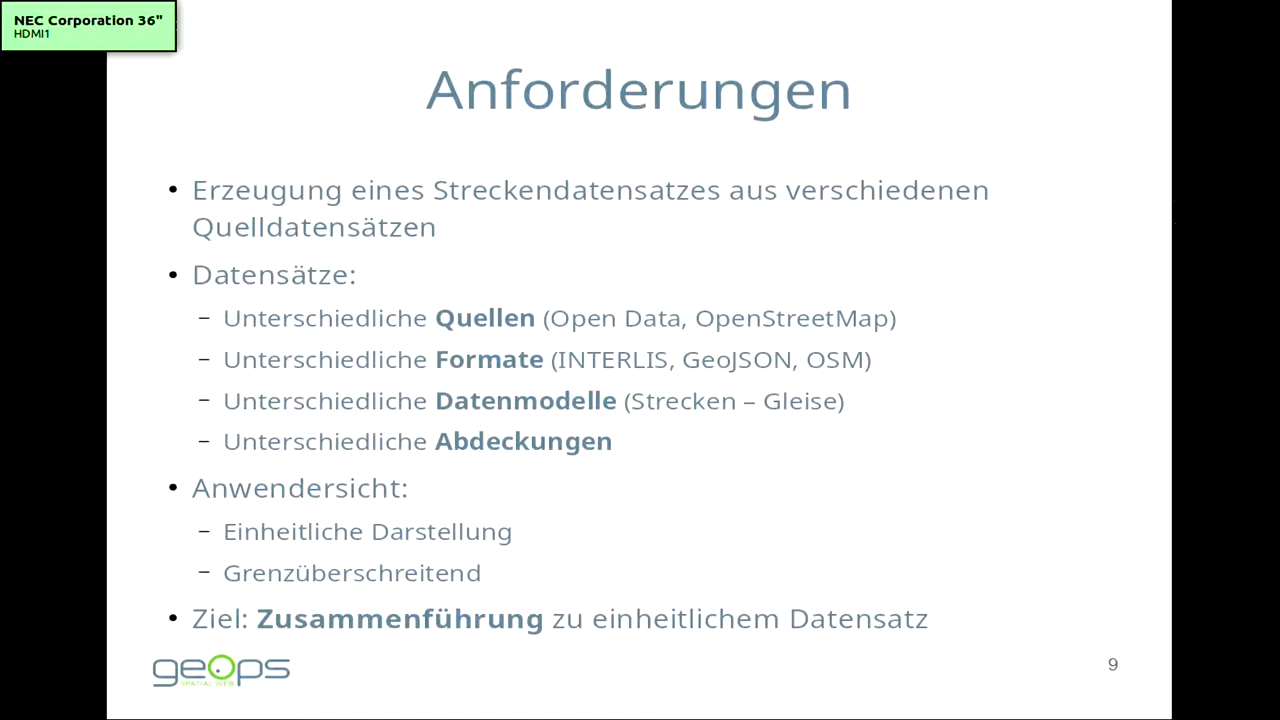 NEC Corporation 36"
HDMI1
Anforderungen
• Erzeugung eines Streckendatensatzes aus verschiedenen
Quelldatensätzen
• Datensätze:
– Unterschiedliche Quellen (Open Data, OpenStreetMap)
– Unterschiedliche Formate (INTERLIS, GeoJSON, OSM)
– Unterschiedliche Datenmodelle (Strecken – Gleise)
– Unterschiedliche Abdeckungen
• Anwendersicht:
– Einheitliche Darstellung
– Grenzüberschreitend
• Ziel: Zusammenführung zu einheitlichem Datensatz
geOps
SPATIAL WEB
9